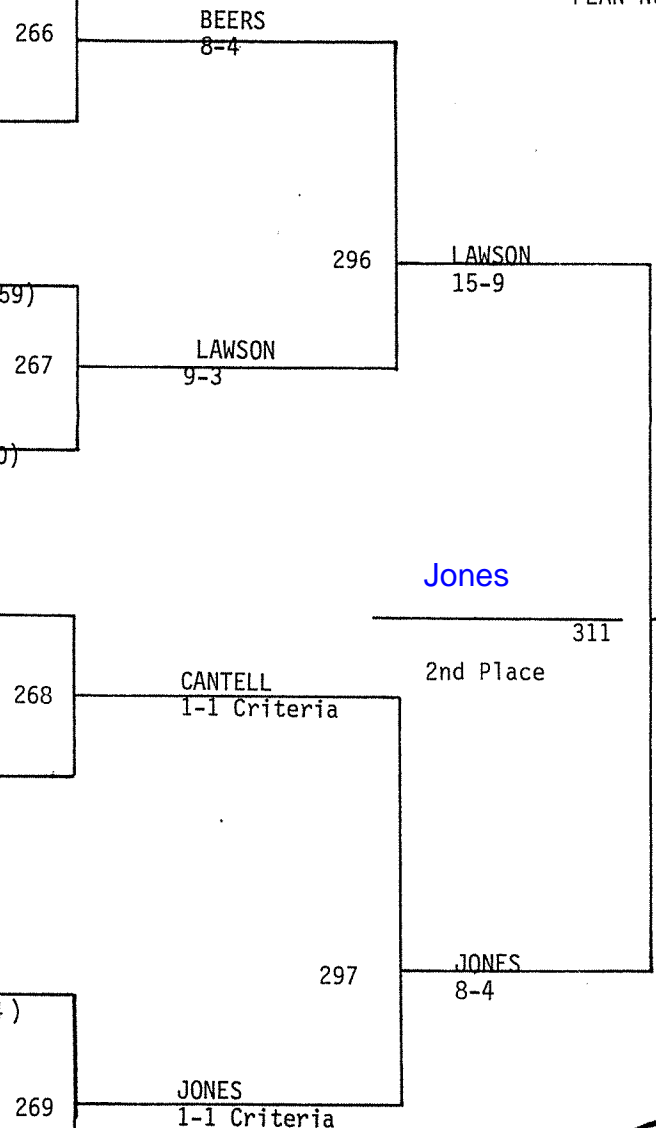 266
BEERS
8-4
296
LAWSON
15-9
59)
267
LAWSON
9-3
0)
Jones
311
2nd Place
268
CANTELL
1-1 Criteria
297
JONES
8-4
)
269
JONES
1-1 Criteria